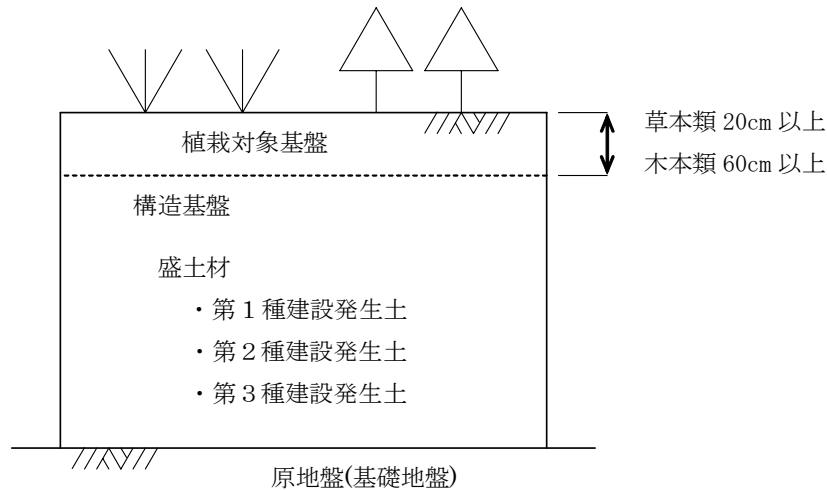 草本類 20cm 以上
植栽対象基盤
木本類 60cm 以上
構造基盤
盛土材
・第１種建設発生土
・第２種建設発生土
・第３種建設発生土
原地盤(基礎地盤)